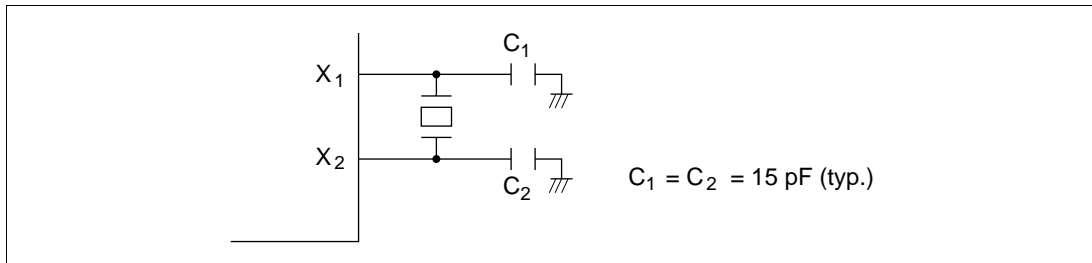 C1
X1
X2
C2
C1 = C2 = 15 pF (typ.)